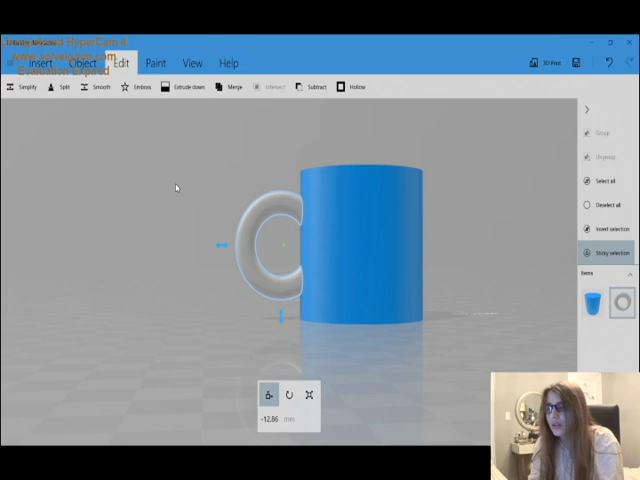 HyperCam 4
www.solveigmm.com
Evaluation Expired
Insert Object Edit Paint View Help
3D Print
Simplify Split Smooth Emboss Extrude down Merge Intersect Subtract Hollow
Group
Ungroup
Select all
Deselect all
Invert selection
Sticky selection
Items
-12.86 mm